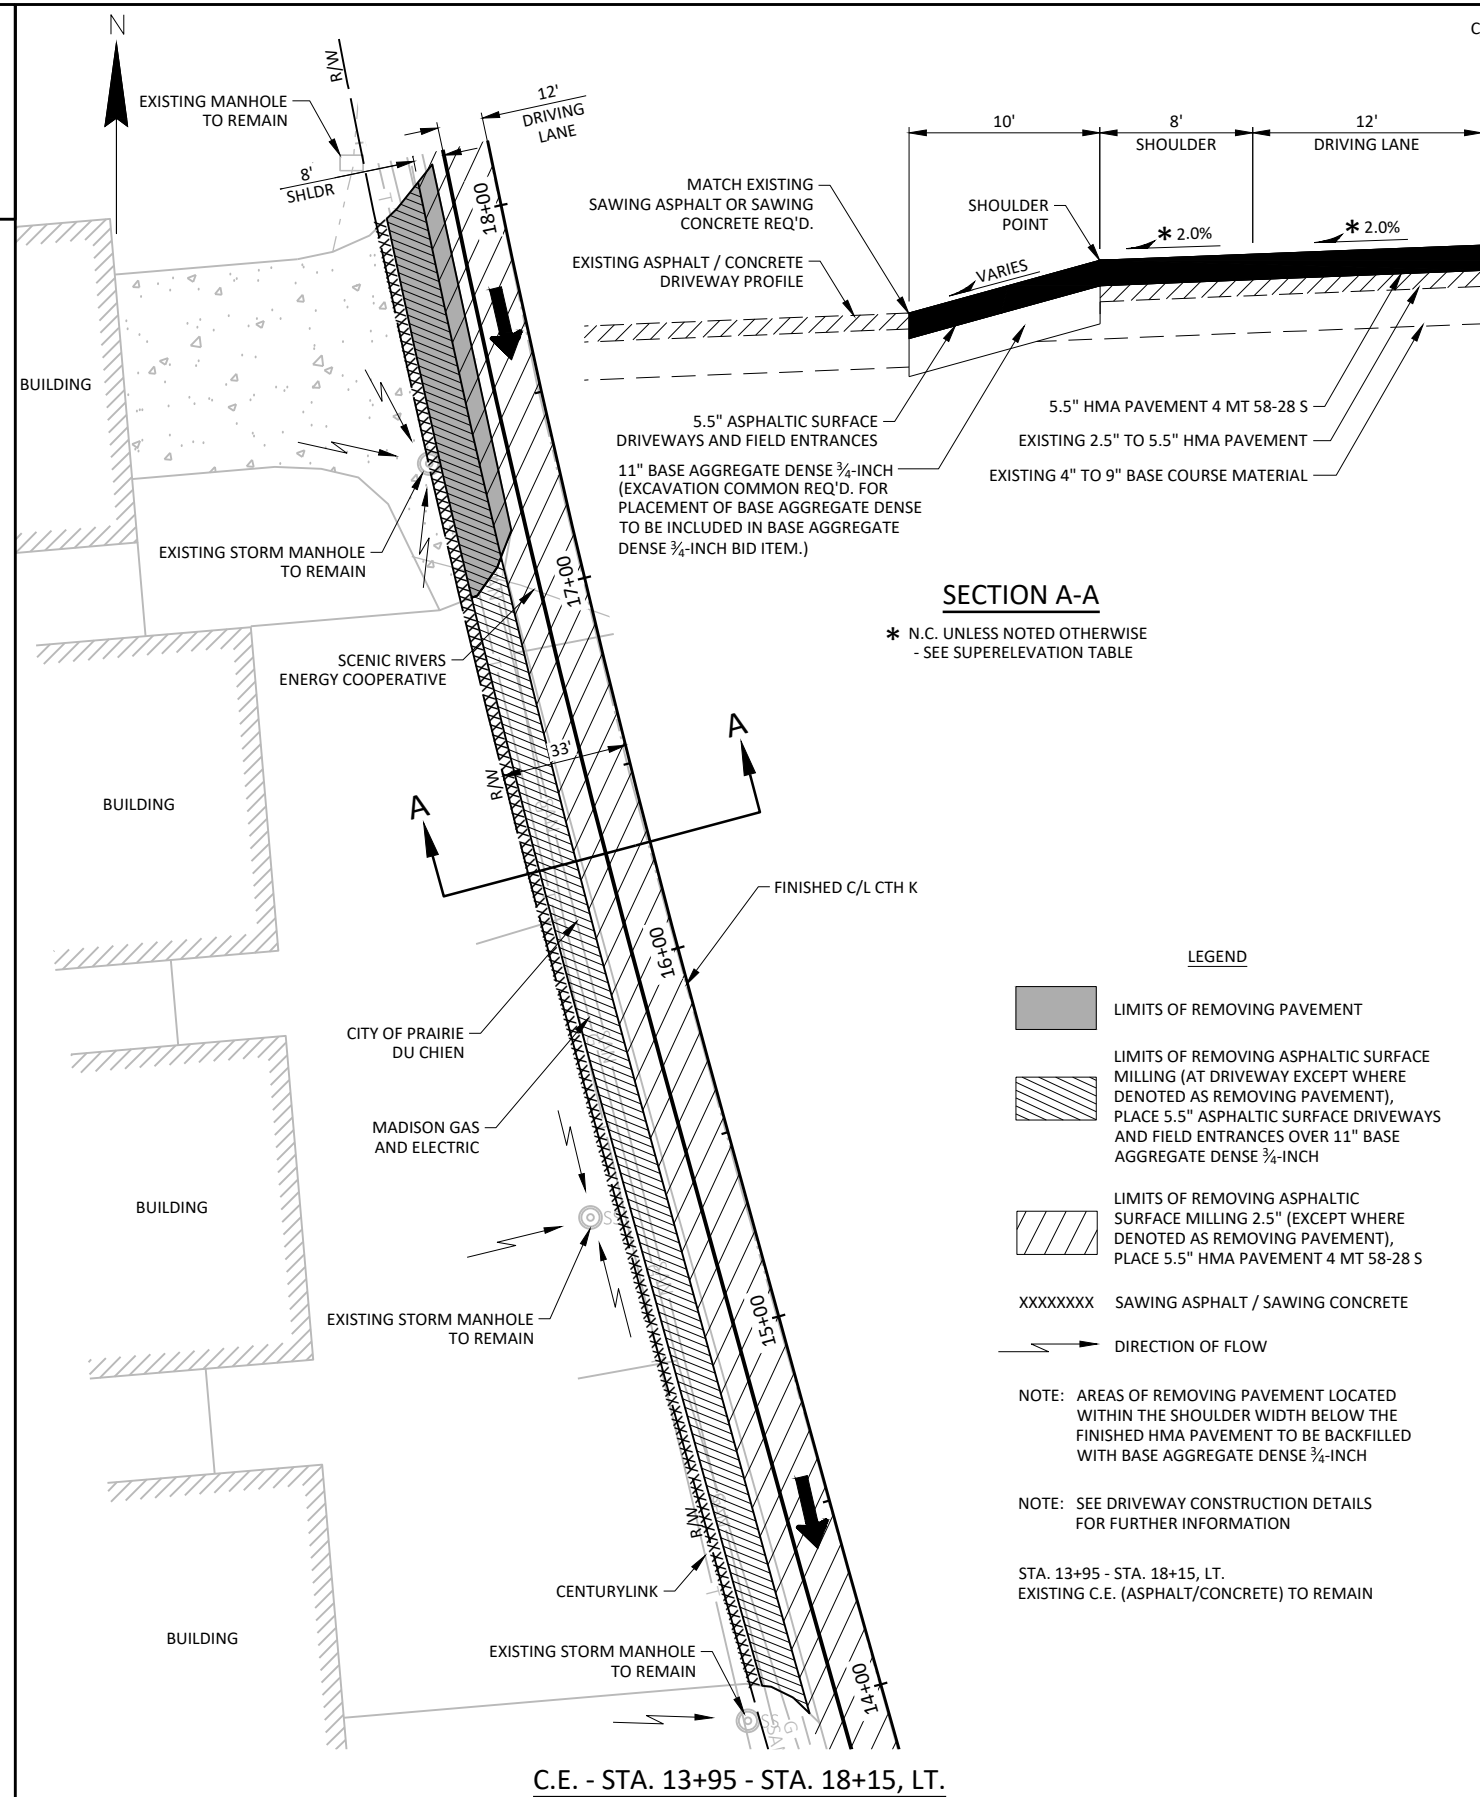 N
C
R/W
EXISTING MANHOLE
TO REMAIN
12'
DRIVING
LANE
8'
SHLDR
18+00
BUILDING
EXISTING STORM MANHOLE
TO REMAIN
17+00
SCENIC RIVERS
ENERGY COOPERATIVE
33'
R/W
A
A
BUILDING
FINISHED C/L CTH K
16+00
CITY OF PRAIRIE
DU CHIEN
MADISON GAS
AND ELECTRIC
BUILDING
SS
EXISTING STORM MANHOLE
TO REMAIN
15+00
R/W
CENTURYLINK
BUILDING
EXISTING STORM MANHOLE
TO REMAIN
14+00
SS
G
10'
8'
SHOULDER
12'
DRIVING LANE
MATCH EXISTING
SAWING ASPHALT OR SAWING
CONCRETE REQ'D.
SHOULDER
POINT
* 2.0%
* 2.0%
EXISTING ASPHALT / CONCRETE
DRIVEWAY PROFILE
VARIES
5.5" ASPHALTIC SURFACE
DRIVEWAYS AND FIELD ENTRANCES
11" BASE AGGREGATE DENSE ¾-INCH
(EXCAVATION COMMON REQ'D. FOR
PLACEMENT OF BASE AGGREGATE DENSE
TO BE INCLUDED IN BASE AGGREGATE
DENSE ¾-INCH BID ITEM.)
5.5" HMA PAVEMENT 4 MT 58-28 S
EXISTING 2.5" TO 5.5" HMA PAVEMENT
EXISTING 4" TO 9" BASE COURSE MATERIAL
SECTION A-A
* N.C. UNLESS NOTED OTHERWISE
- SEE SUPERELEVATION TABLE
LEGEND
LIMITS OF REMOVING PAVEMENT
LIMITS OF REMOVING ASPHALTIC SURFACE
MILLING (AT DRIVEWAY EXCEPT WHERE
DENOTED AS REMOVING PAVEMENT),
PLACE 5.5" ASPHALTIC SURFACE DRIVEWAYS
AND FIELD ENTRANCES OVER 11" BASE
AGGREGATE DENSE ¾-INCH
LIMITS OF REMOVING ASPHALTIC
SURFACE MILLING 2.5" (EXCEPT WHERE
DENOTED AS REMOVING PAVEMENT),
PLACE 5.5" HMA PAVEMENT 4 MT 58-28 S
XXXXXXXX SAWING ASPHALT / SAWING CONCRETE
DIRECTION OF FLOW
NOTE: AREAS OF REMOVING PAVEMENT LOCATED
WITHIN THE SHOULDER WIDTH BELOW THE
FINISHED HMA PAVEMENT TO BE BACKFILLED
WITH BASE AGGREGATE DENSE ¾-INCH
NOTE: SEE DRIVEWAY CONSTRUCTION DETAILS
FOR FURTHER INFORMATION
STA. 13+95 - STA. 18+15, LT.
EXISTING C.E. (ASPHALT/CONCRETE) TO REMAIN
C.E. - STA. 13+95 - STA. 18+15, LT.